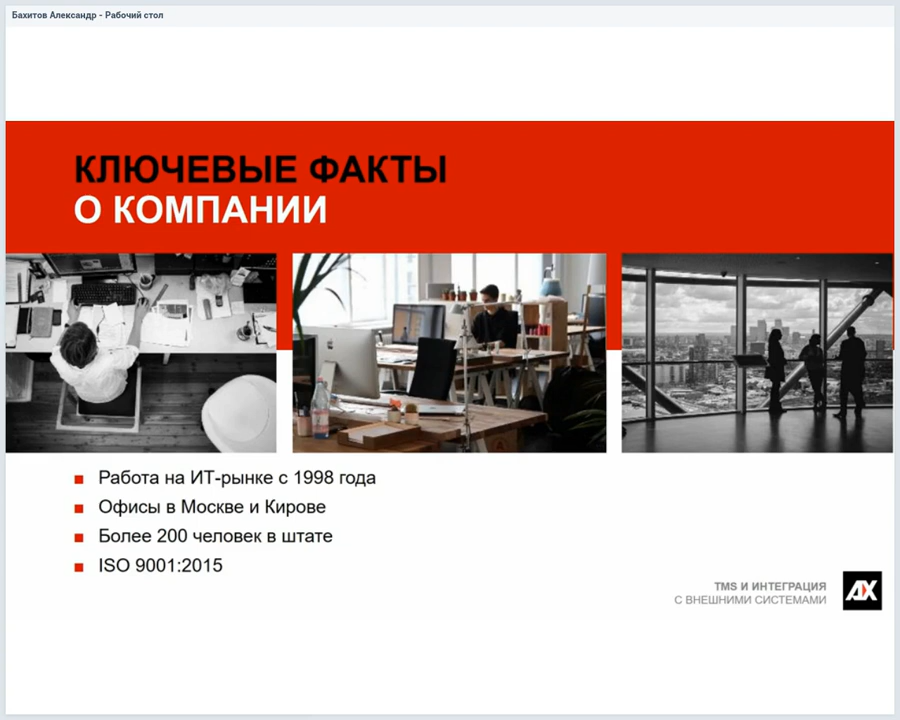 Бахитов Александр - Рабочий стол
КЛЮЧЕВЫЕ ФАКТЫ
О КОМПАНИИ
Работа на ИТ-рынке с 1998 года
Офисы в Москве и Кирове
Более 200 человек в штате
ISO 9001:2015
TMS И ИНТЕГРАЦИЯ
С ВНЕШНИМИ СИСТЕМАМИ
AX